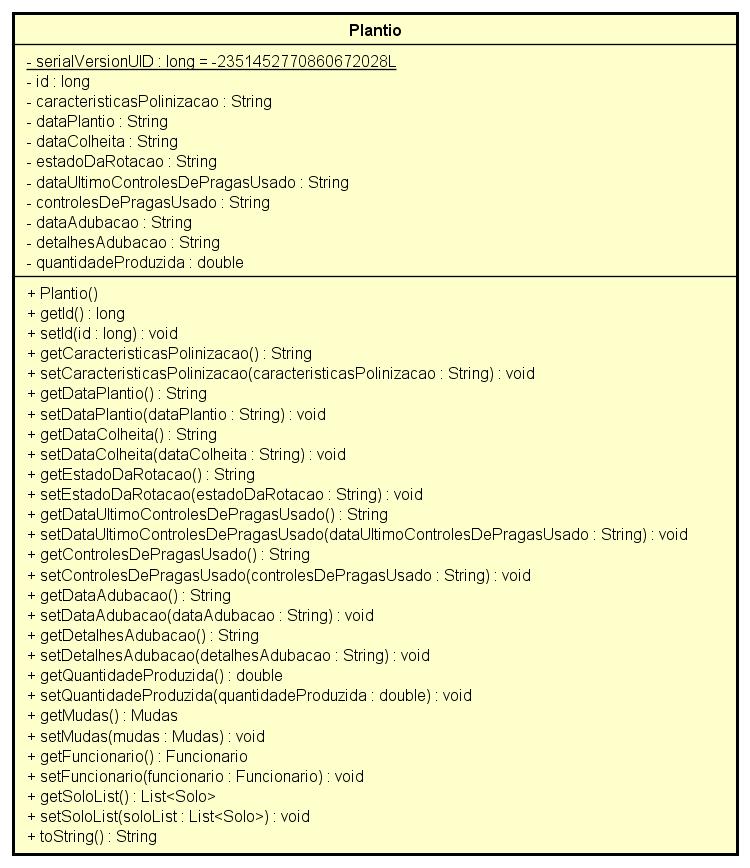 Plantio
- serialVersionUID : long = -2351452770860672028L
- id : long
- caracteristicasPolinizacao : String
- dataPlantio : String
- dataColheita : String
- estadoDaRotacao : String
- dataUltimoControlesDePragasUsado : String
- controlesDePragasUsado : String
- dataAdubacao : String
- detalhesAdubacao : String
- quantidadeProduzida : double
+ Plantio()
+ getId() : long
+ setId(id : long) : void
+ getCaracteristicasPolinizacao() : String
+ setCaracteristicasPolinizacao(caracteristicasPolinizacao : String) : void
+ getDataPlantio() : String
+ setDataPlantio(dataPlantio : String) : void
+ getDataColheita() : String
+ setDataColheita(dataColheita : String) : void
+ getEstadoDaRotacao() : String
+ setEstadoDaRotacao(estadoDaRotacao : String) : void
+ getDataUltimoControlesDePragasUsado() : String
+ setDataUltimoControlesDePragasUsado(dataUltimoControlesDePragasUsado : String) : void
+ getControlesDePragasUsado() : String
+ setControlesDePragasUsado(controlesDePragasUsado : String) : void
+ getDataAdubacao() : String
+ setDataAdubacao(dataAdubacao : String) : void
+ getDetalhesAdubacao() : String
+ setDetalhesAdubacao(detalhesAdubacao : String) : void
+ getQuantidadeProduzida() : double
+ setQuantidadeProduzida(quantidadeProduzida : double) : void
+ getMudas() : Mudas
+ setMudas(mudas : Mudas) : void
+ getFuncionario() : Funcionario
+ setFuncionario(funcionario : Funcionario) : void
+ getSoloList() : List<Solo>
+ setSoloList(soloList : List<Solo>) : void
+ toString() : String